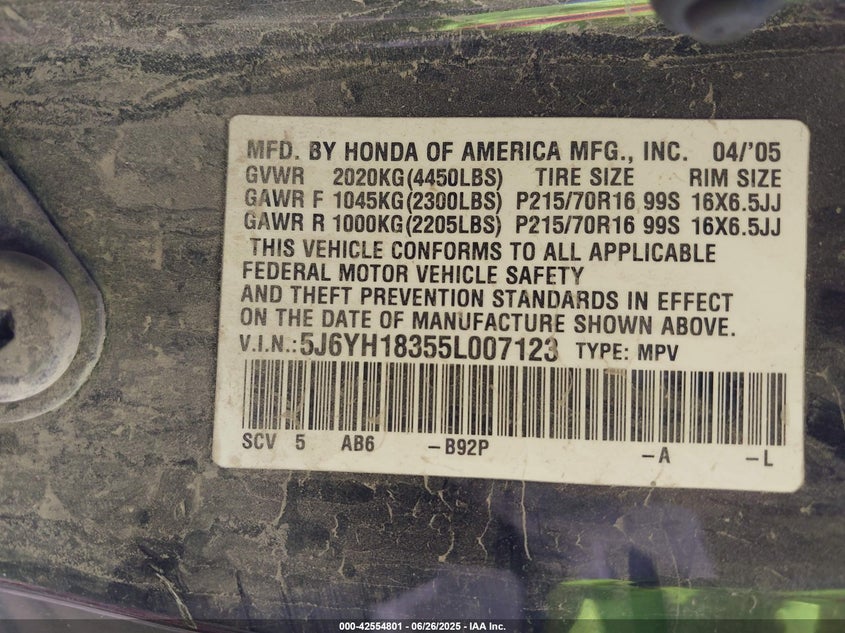 MFD. BY HONDA OF AMERICA MFG., INC. 04/'05
GVWR 2020KG(4450LBS) TIRE SIZE RIM SIZE
GAWR F 1045KG(2300LBS) P215/70R16 99S 16X6.5JJ
GAWR R 1000KG(2205LBS) P215/70R16 99S 16X6.5JJ
THIS VEHICLE CONFORMS TO ALL APPLICABLE
FEDERAL MOTOR VEHICLE SAFETY
AND THEFT PREVENTION STANDARDS IN EFFECT
ON THE DATE OF MANUFACTURE SHOWN ABOVE.
V.I.N.:5J6YH18355L007123 TYPE: MPV
SCV 5 AB6 -B92P -A -L
000-42554801 - 06/26/2025 - IAA Inc.